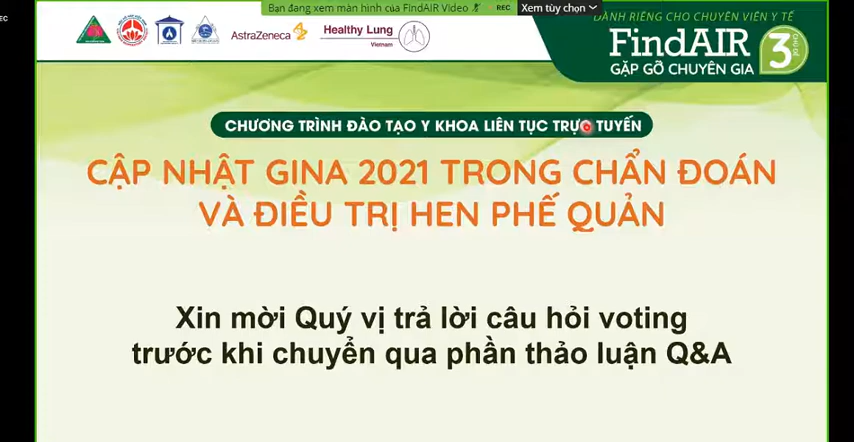 Bạn đang xem màn hình của FindAIR Video
REC
Xem tùy chọn
EC
AstraZeneca
Healthy Lung
Vietnam
DÀNH RIÊNG CHO CHUYÊN VIÊN Y TẾ
FindAIR
GẶP GỠ CHUYÊN GIA
3
CHỦ ĐỀ
CHƯƠNG TRÌNH ĐÀO TẠO Y KHOA LIÊN TỤC TRỰC TUYẾN
CẬP NHẬT GINA 2021 TRONG CHẨN ĐOÁN
VÀ ĐIỀU TRỊ HEN PHẾ QUẢN
Xin mời Quý vị trả lời câu hỏi voting
trước khi chuyển qua phần thảo luận Q&A